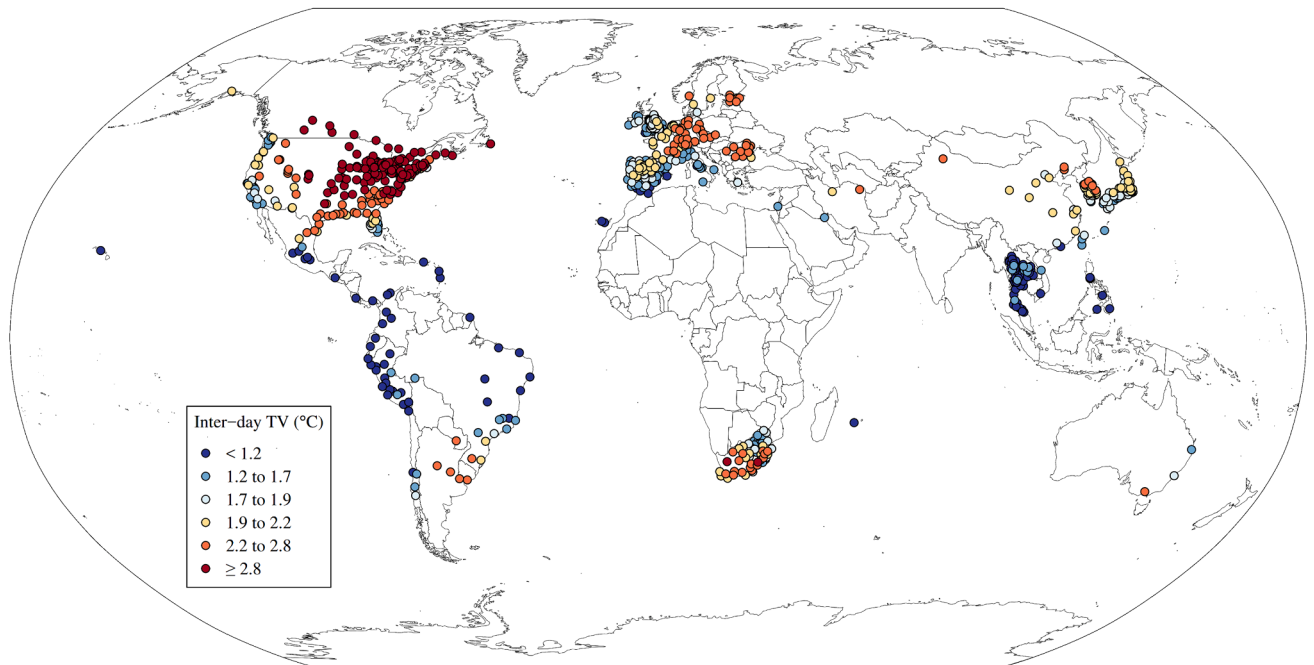 Inter−day TV (°C)
< 1.2
1.2 to 1.7
1.7 to 1.9
1.9 to 2.2
2.2 to 2.8
≥ 2.8